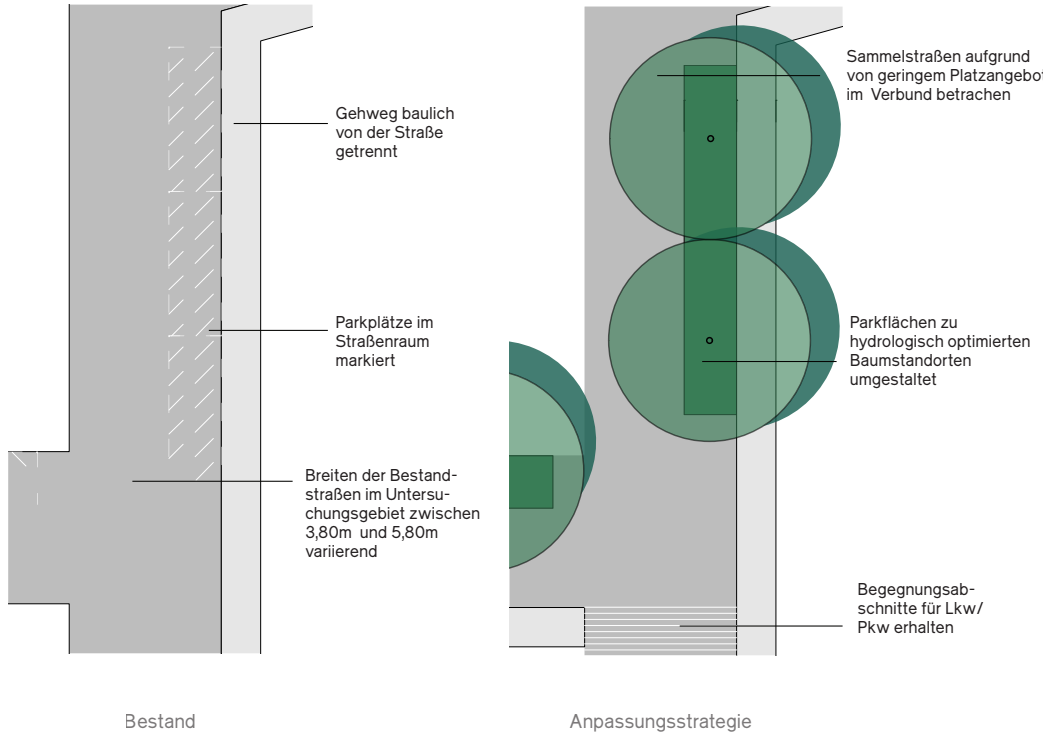 Gehweg baulich
von der Straße
getrennt
Parkplätze im
Straßenraum
markiert
Breiten der Bestand-
straßen im Untersu-
chungsgebiet zwischen
3,80m und 5,80m
variierend
Bestand
Sammelstraßen aufgrund
von geringem Platzangebot
im Verbund betrachen
Parkflächen zu
hydrologisch optimierten
Baumstandorten
umgestaltet
Begegnungsab-
schnitte für Lkw/
Pkw erhalten
Anpassungsstrategie